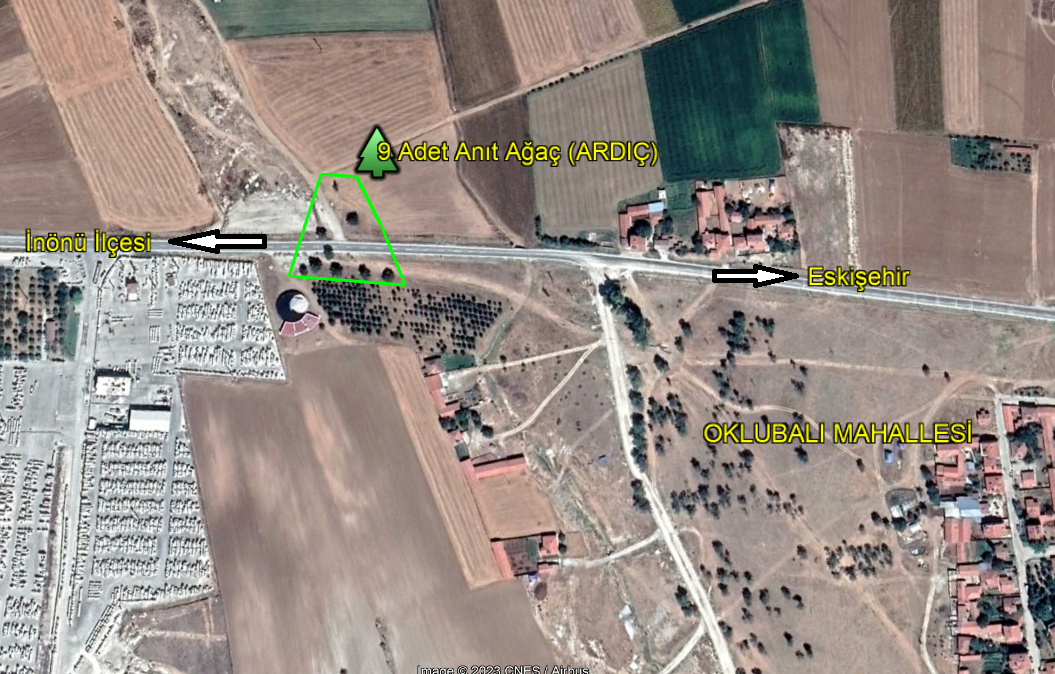 9 Adet Anıt Ağaç (ARDIÇ)
İnönü İlçesi
Eskişehir
OKLUBALI MAHALLESİ
Image © 2023 CNES / Airbus